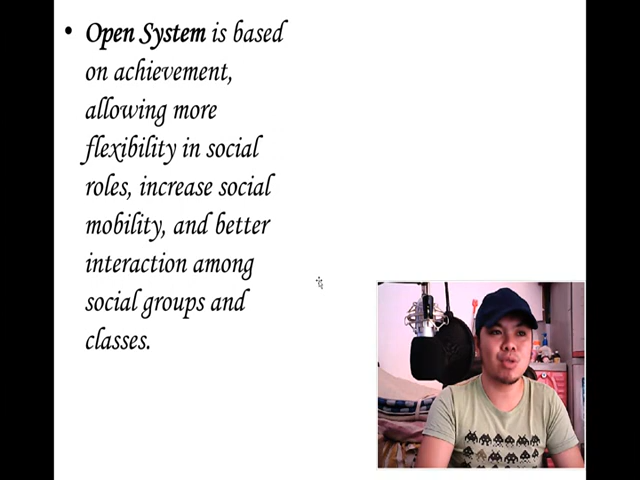 • Open System is based
on achievement,
allowing more
flexibility in social
roles, increase social
mobility, and better
interaction among
social groups and
classes.